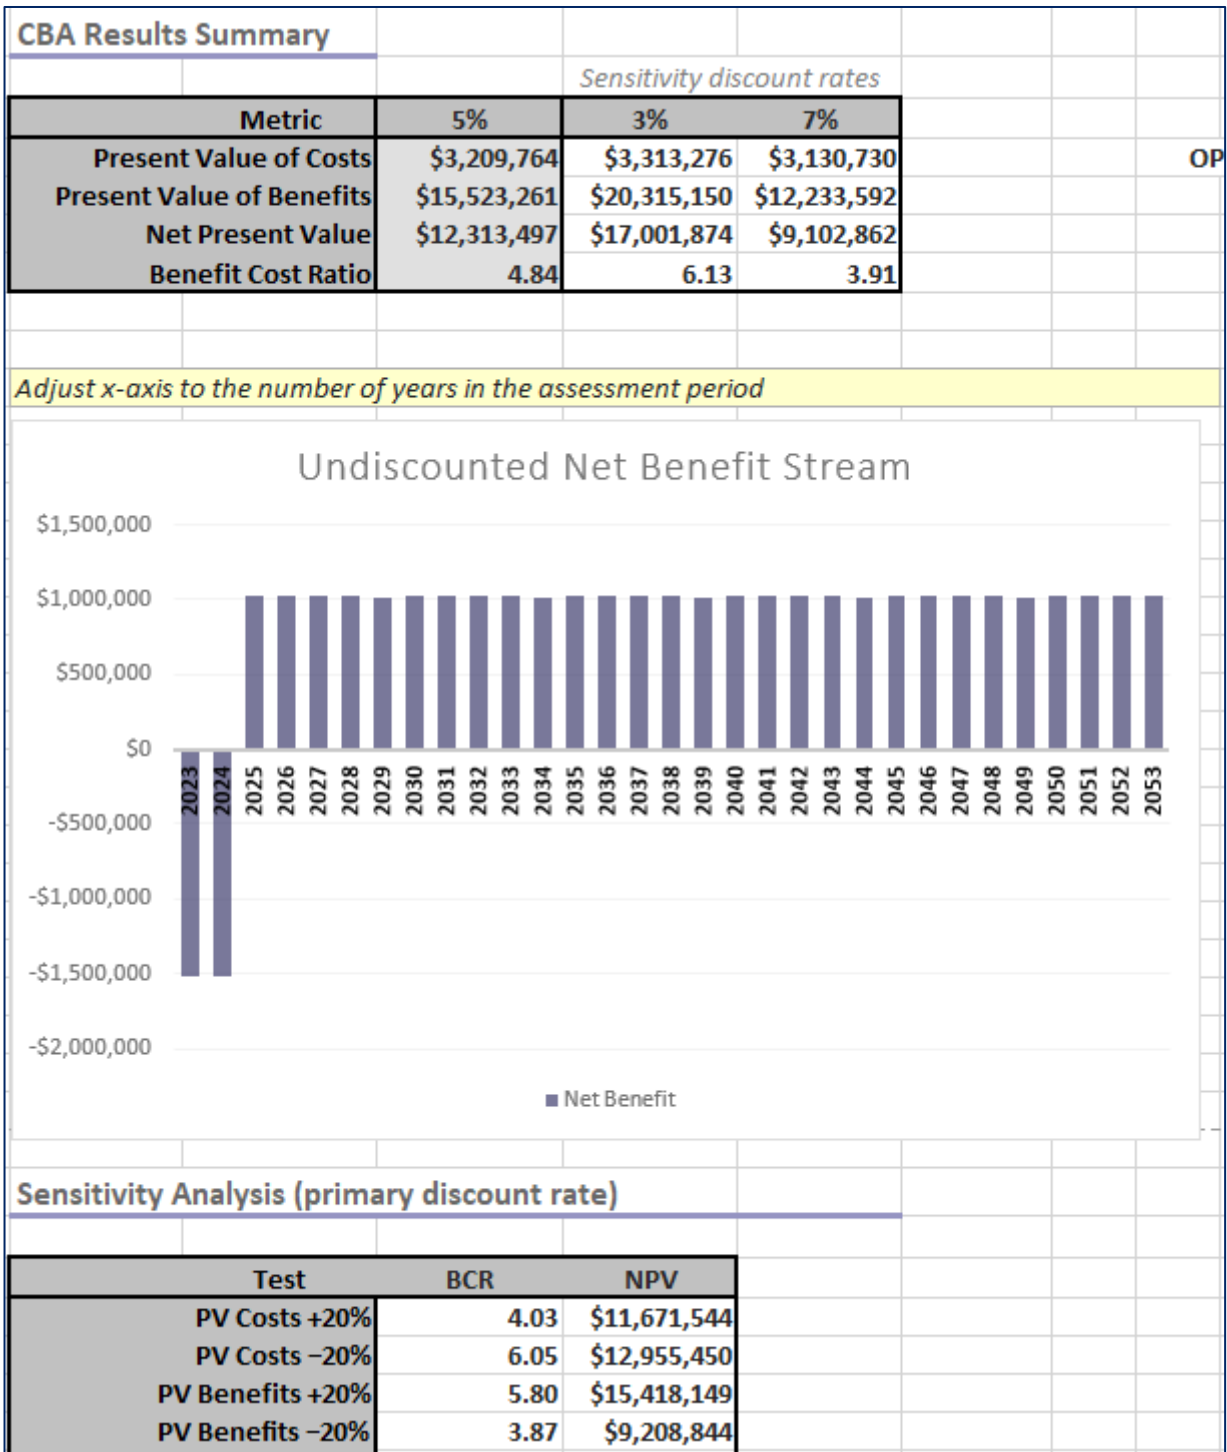 CBA Results Summary
Sensitivity discount rates
Metric 5% 3% 7%
Present Value of Costs $3,209,764 $3,313,276 $3,130,730 OP
Present Value of Benefits $15,523,261 $20,315,150 $12,233,592
Net Present Value $12,313,497 $17,001,874 $9,102,862
Benefit Cost Ratio 4.84 6.13 3.91
Adjust x-axis to the number of years in the assessment period
Undiscounted Net Benefit Stream
$1,500,000
$1,000,000
$500,000
$0
2023 2024 2025 2026 2027 2028 2029 2030 2031 2032 2033 2034 2035 2036 2037 2038 2039 2040 2041 2042 2043 2044 2045 2046 2047 2048 2049 2050 2051 2052 2053
-$500,000
-$1,000,000
-$1,500,000
-$2,000,000
Net Benefit
Sensitivity Analysis (primary discount rate)
Test BCR NPV
PV Costs +20% 4.03 $11,671,544
PV Costs −20% 6.05 $12,955,450
PV Benefits +20% 5.80 $15,418,149
PV Benefits −20% 3.87 $9,208,844